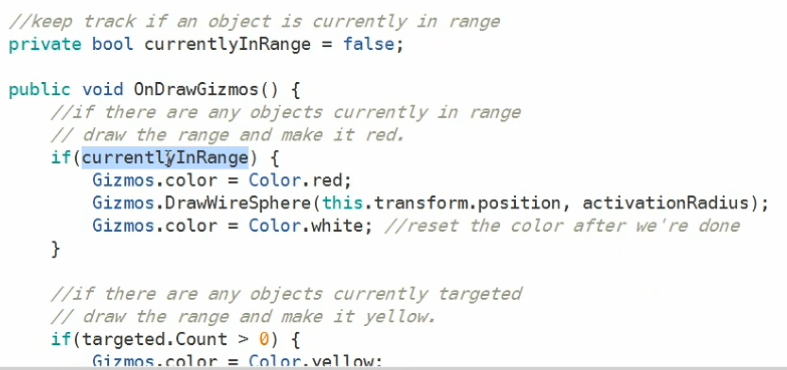 //keep track if an object is currently in range
private bool currentlyInRange = false;
public void OnDrawGizmos() {
//if there are any objects currently in range
// draw the range and make it red.
if(currentlyInRange) {
Gizmos.color = Color.red;
Gizmos.DrawWireSphere(this.transform.position, activationRadius);
Gizmos.color = Color.white; //reset the color after we're done
}
//if there are any objects currently targeted
// draw the range and make it yellow.
if(targeted.Count > 0) {
Gizmos.color = Color.yellow;